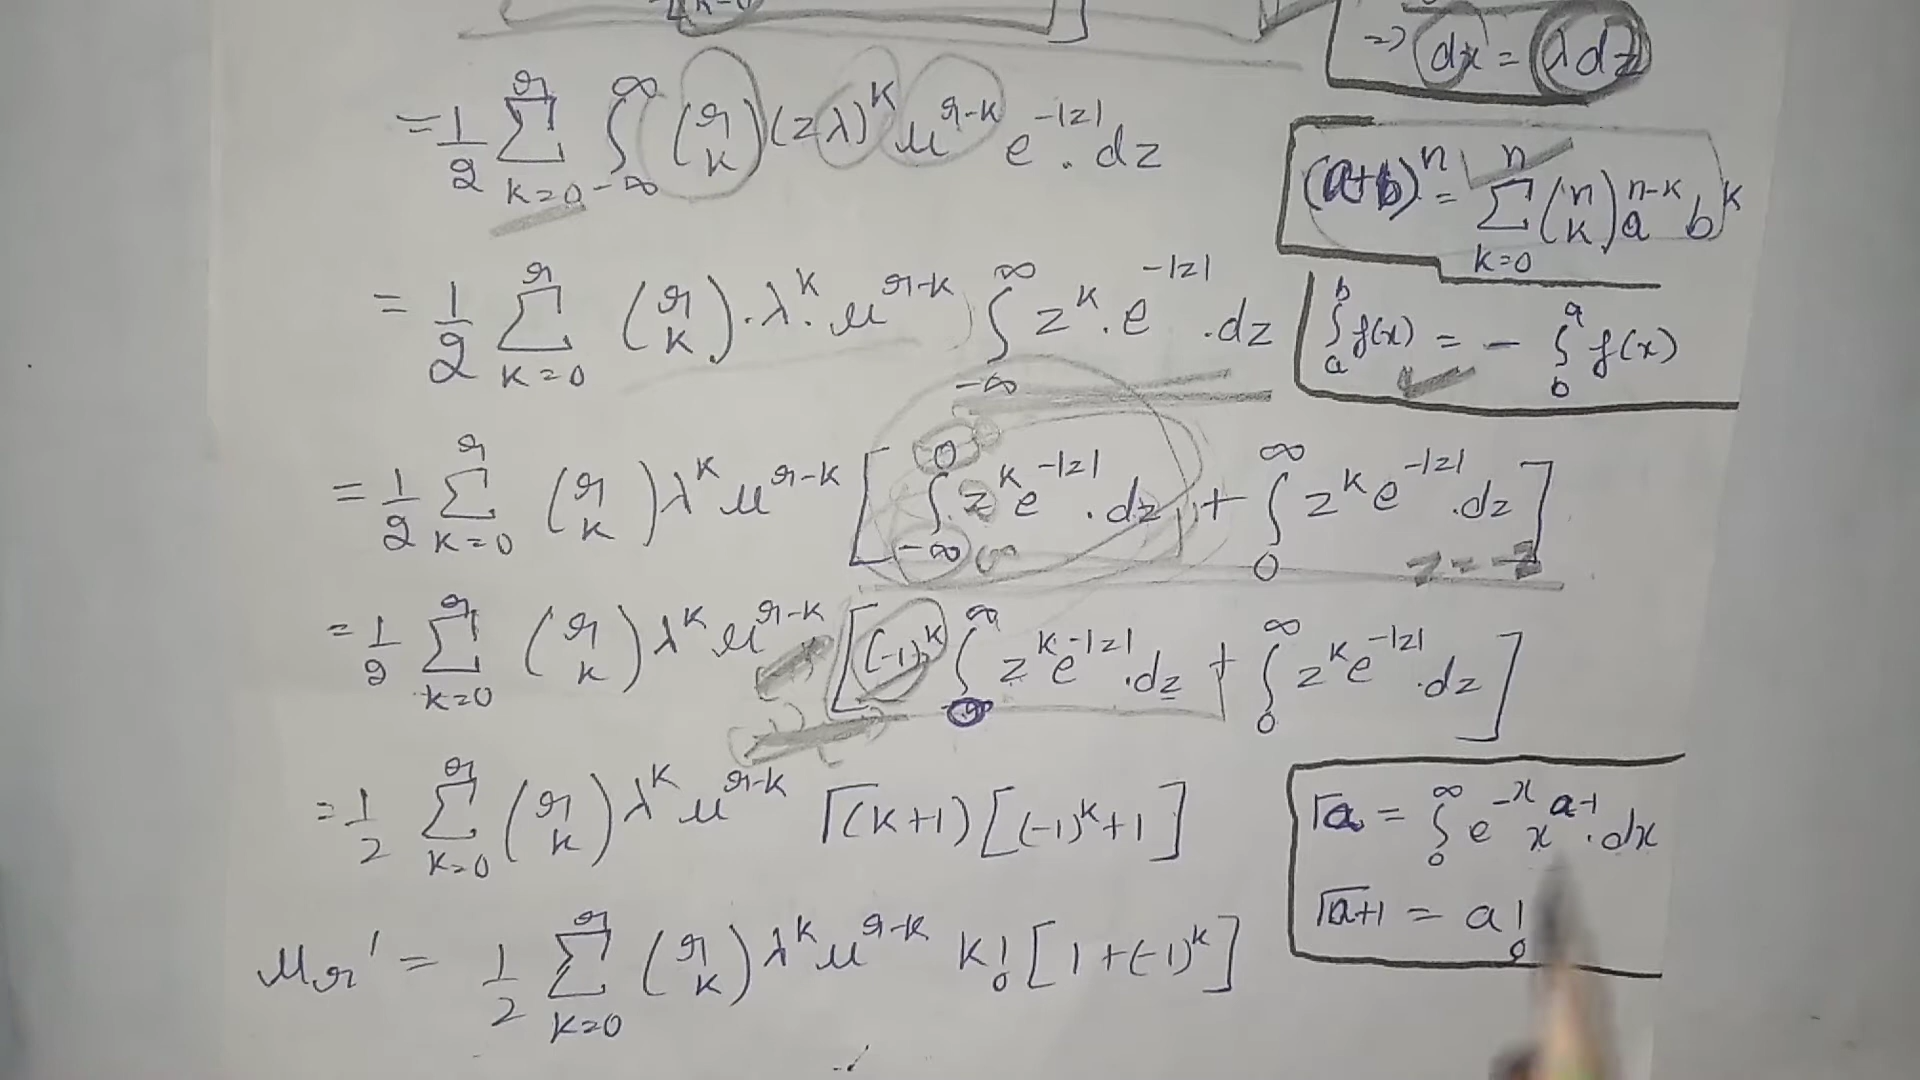 ⇒ dx = λdz
= 1/2 Σ_{k=0}^{r} ∫_{-∞}^{∞} (r k) (zλ)^k μ^{r-k} e^{-|z|} . dz
(a+b)^n = Σ_{k=0}^{n} (n k) a^{n-k} b^k
= 1/2 Σ_{k=0}^{r} (r k) . λ^k . μ^{r-k} ∫_{-∞}^{∞} z^k . e^{-|z|} . dz
∫_a^b f(x) = - ∫_b^a f(x)
= 1/2 Σ_{k=0}^{r} (r k) λ^k μ^{r-k} [ ∫_{-∞}^{0} z^k e^{-|z|} . dz + ∫_0^∞ z^k e^{-|z|} . dz ]
z = -z
= 1/2 Σ_{k=0}^{r} (r k) λ^k μ^{r-k} [ (-1)^k ∫_0^∞ z^k e^{-|z|} . dz + ∫_0^∞ z^k e^{-|z|} . dz ]
= 1/2 Σ_{k=0}^{r} (r k) λ^k μ^{r-k} Γ(k+1) [ (-1)^k + 1 ]
Γa = ∫_0^∞ e^{-x} x^{a-1} . dx
Γa+1 = a!
μ_r' = 1/2 Σ_{k=0}^{r} (r k) λ^k μ^{r-k} k! [ 1 + (-1)^k ]